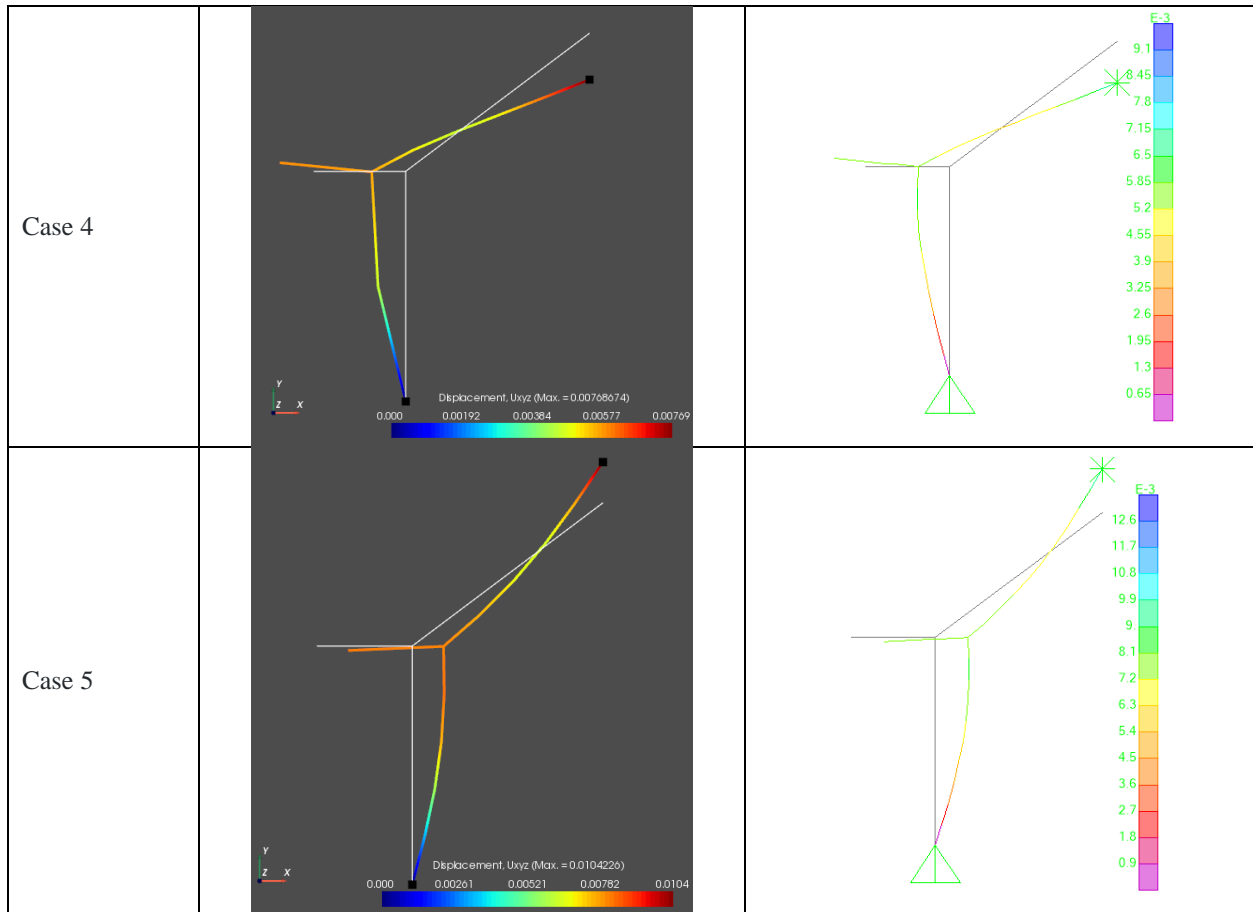 Case 4
Y
Z X
Displacement, Uxyz (Max. = 0.00768674)
0.000 0.00192 0.00384 0.00577 0.00769
E-3
9.1
8.45
7.8
7.15
6.5
5.85
5.2
4.55
3.9
3.25
2.6
1.95
1.3
0.65
Case 5
Y
Z X
Displacement, Uxyz (Max. = 0.0104226)
0.000 0.00261 0.00521 0.00782 0.0104
E-3
12.6
11.7
10.8
9.9
9.
8.1
7.2
6.3
5.4
4.5
3.6
2.7
1.8
0.9